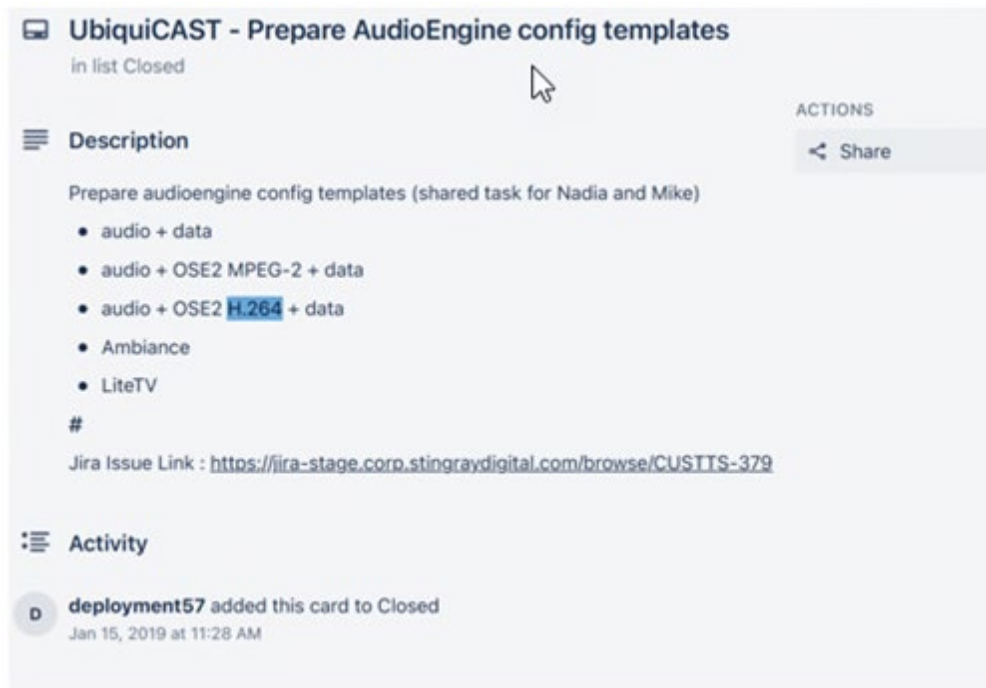 UbiquiCAST - Prepare AudioEngine config templates
in list Closed
ACTIONS
Share
Description
Prepare audioengine config templates (shared task for Nadia and Mike)
• audio + data
• audio + OSE2 MPEG-2 + data
• audio + OSE2 H.264 + data
• Ambiance
• LiteTV
#
Jira Issue Link : https://jira-stage.corp.stingraydigital.com/browse/CUSTTS-379
Activity
D
deployment57 added this card to Closed
Jan 15, 2019 at 11:28 AM